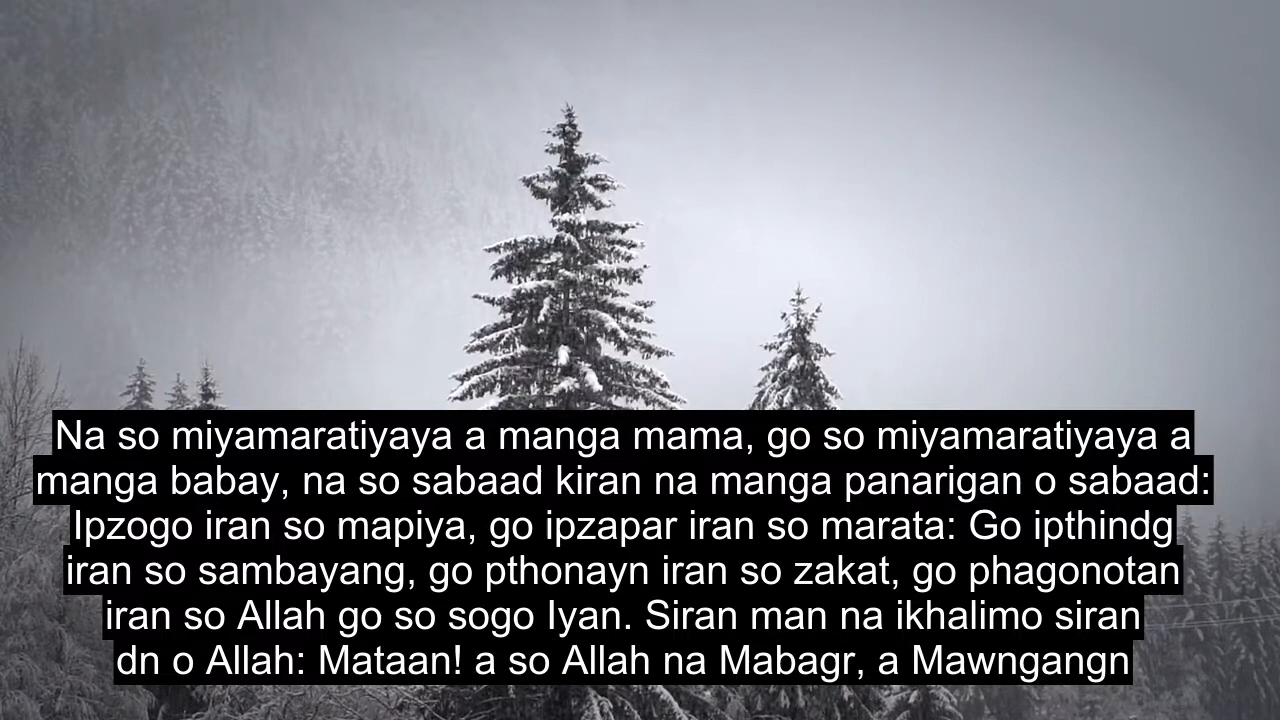 Na so miyamaratiyaya a manga mama, go so miyamaratiyaya a
manga babay, na so sabaad kiran na manga panarigan o sabaad:
Ipzogo iran so mapiya, go ipzapar iran so marata: Go ipthindg
iran so sambayang, go pthonayn iran so zakat, go phagonotan
iran so Allah go so sogo Iyan. Siran man na ikhalimo siran
dn o Allah: Mataan! a so Allah na Mabagr, a Mawngangn